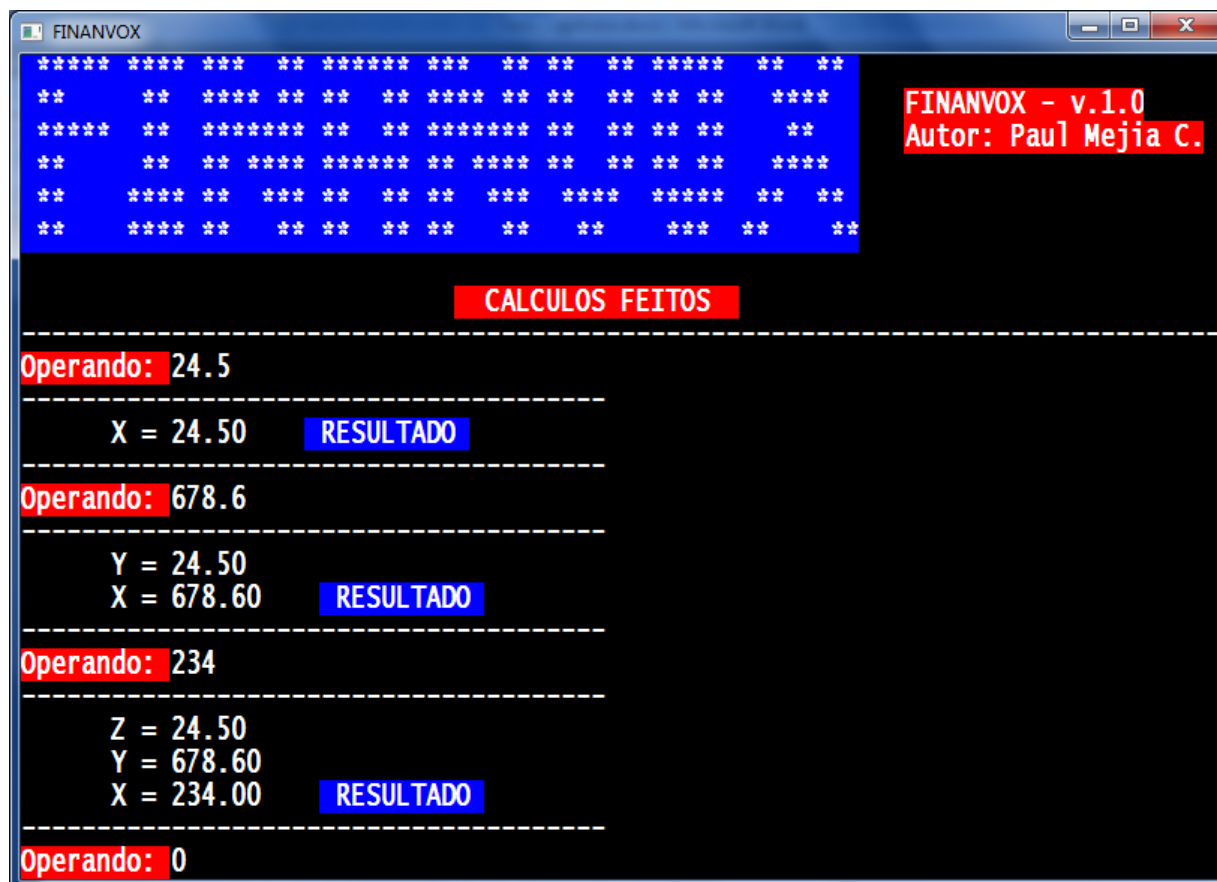 FINANVOX
***** **** ***  ** ****** ***  ** **  ** *****  **  **
**     **  **** ** **  ** **** ** **  ** ** **   ****
*****  **  ******* **  ** ******* **  ** ** **    **
**     **  ** **** ****** ** **** **  ** ** **   ****
**    **** **  *** **  ** **  ***  ****  *****  **  **
**    **** **   ** **  ** **   **   **    ***  **    **
FINANVOX - v.1.0
Autor: Paul Mejia C.
CALCULOS FEITOS
--------------------------------------------------------------------------------
Operando: 24.5
---------------------------------------
X = 24.50 RESULTADO
---------------------------------------
Operando: 678.6
---------------------------------------
Y = 24.50
X = 678.60 RESULTADO
---------------------------------------
Operando: 234
---------------------------------------
Z = 24.50
Y = 678.60
X = 234.00 RESULTADO
---------------------------------------
Operando: 0